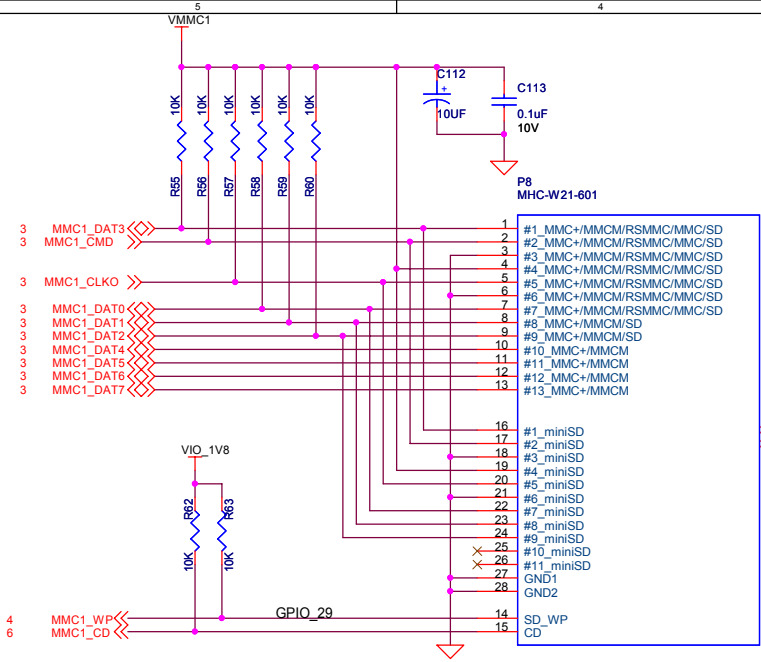 5 4
VMMC1
C112
+
10UF
C113
0.1uF
10V
10K 10K 10K 10K 10K 10K
R55 R56 R57 R58 R59 R60
P8
MHC-W21-601
3 MMC1_DAT3 1 #1_MMC+/MMCM/RSMMC/MMC/SD
3 MMC1_CMD 2 #2_MMC+/MMCM/RSMMC/MMC/SD
3 #3_MMC+/MMCM/RSMMC/MMC/SD
4 #4_MMC+/MMCM/RSMMC/MMC/SD
3 MMC1_CLKO 5 #5_MMC+/MMCM/RSMMC/MMC/SD
6 #6_MMC+/MMCM/RSMMC/MMC/SD
3 MMC1_DAT0 7 #7_MMC+/MMCM/RSMMC/MMC/SD
3 MMC1_DAT1 8 #8_MMC+/MMCM/SD
3 MMC1_DAT2 9 #9_MMC+/MMCM/SD
3 MMC1_DAT4 10 #10_MMC+/MMCM
3 MMC1_DAT5 11 #11_MMC+/MMCM
3 MMC1_DAT6 12 #12_MMC+/MMCM
3 MMC1_DAT7 13 #13_MMC+/MMCM
16 #1_miniSD
17 #2_miniSD
18 #3_miniSD
19 #4_miniSD
20 #5_miniSD
21 #6_miniSD
22 #7_miniSD
23 #8_miniSD
24 #9_miniSD
25 #10_miniSD
26 #11_miniSD
27 GND1
28 GND2
VIO_1V8
R62 R63
10K 10K
GPIO_29
4 MMC1_WP 14 SD_WP
6 MMC1_CD 15 CD